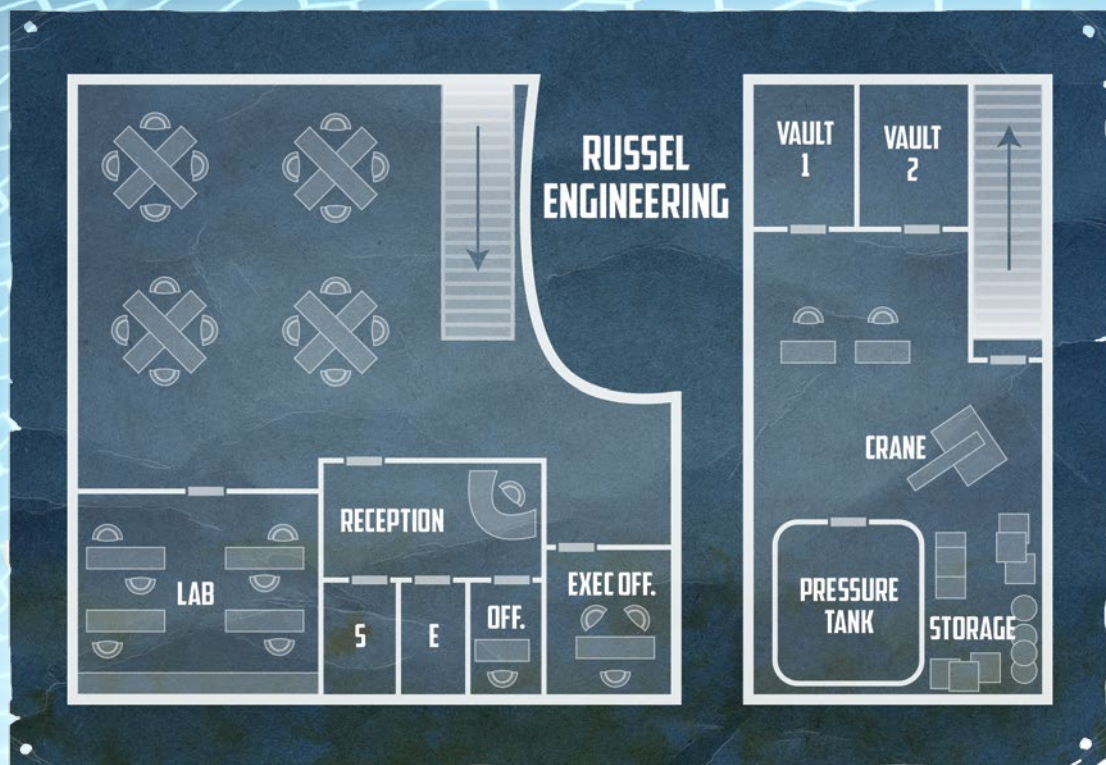 RUSSEL
ENGINEERING
VAULT
1
VAULT
2
CRANE
RECEPTION
LAB
S
E
OFF.
EXEC OFF.
PRESSURE
TANK
STORAGE